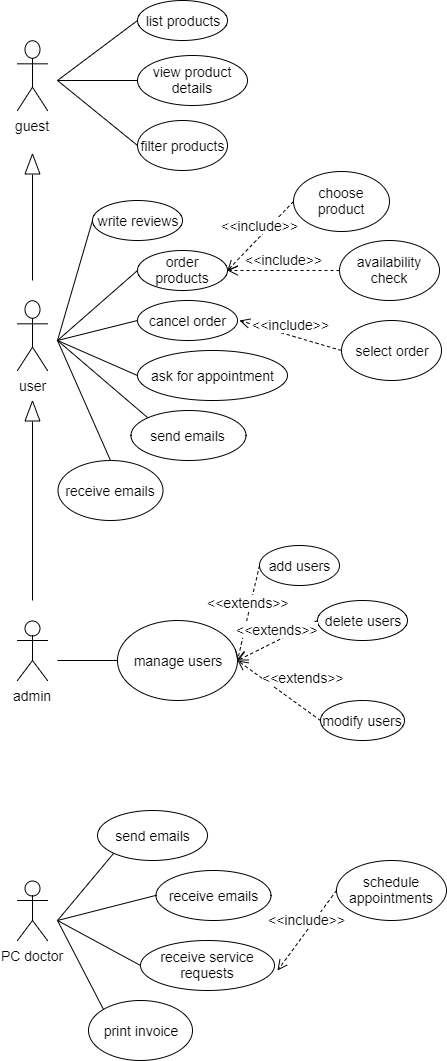 list products
view product
details
guest
filter products
choose
product
write reviews
<<include>>
order
products
<<include>>
availability
check
cancel order
<<include>>
select order
user
ask for appointment
send emails
receive emails
add users
<<extends>>
delete users
<<extends>>
manage users
<<extends>>
admin
modify users
send emails
schedule
appointments
receive emails
<<include>>
PC doctor
receive service
requests
print invoice